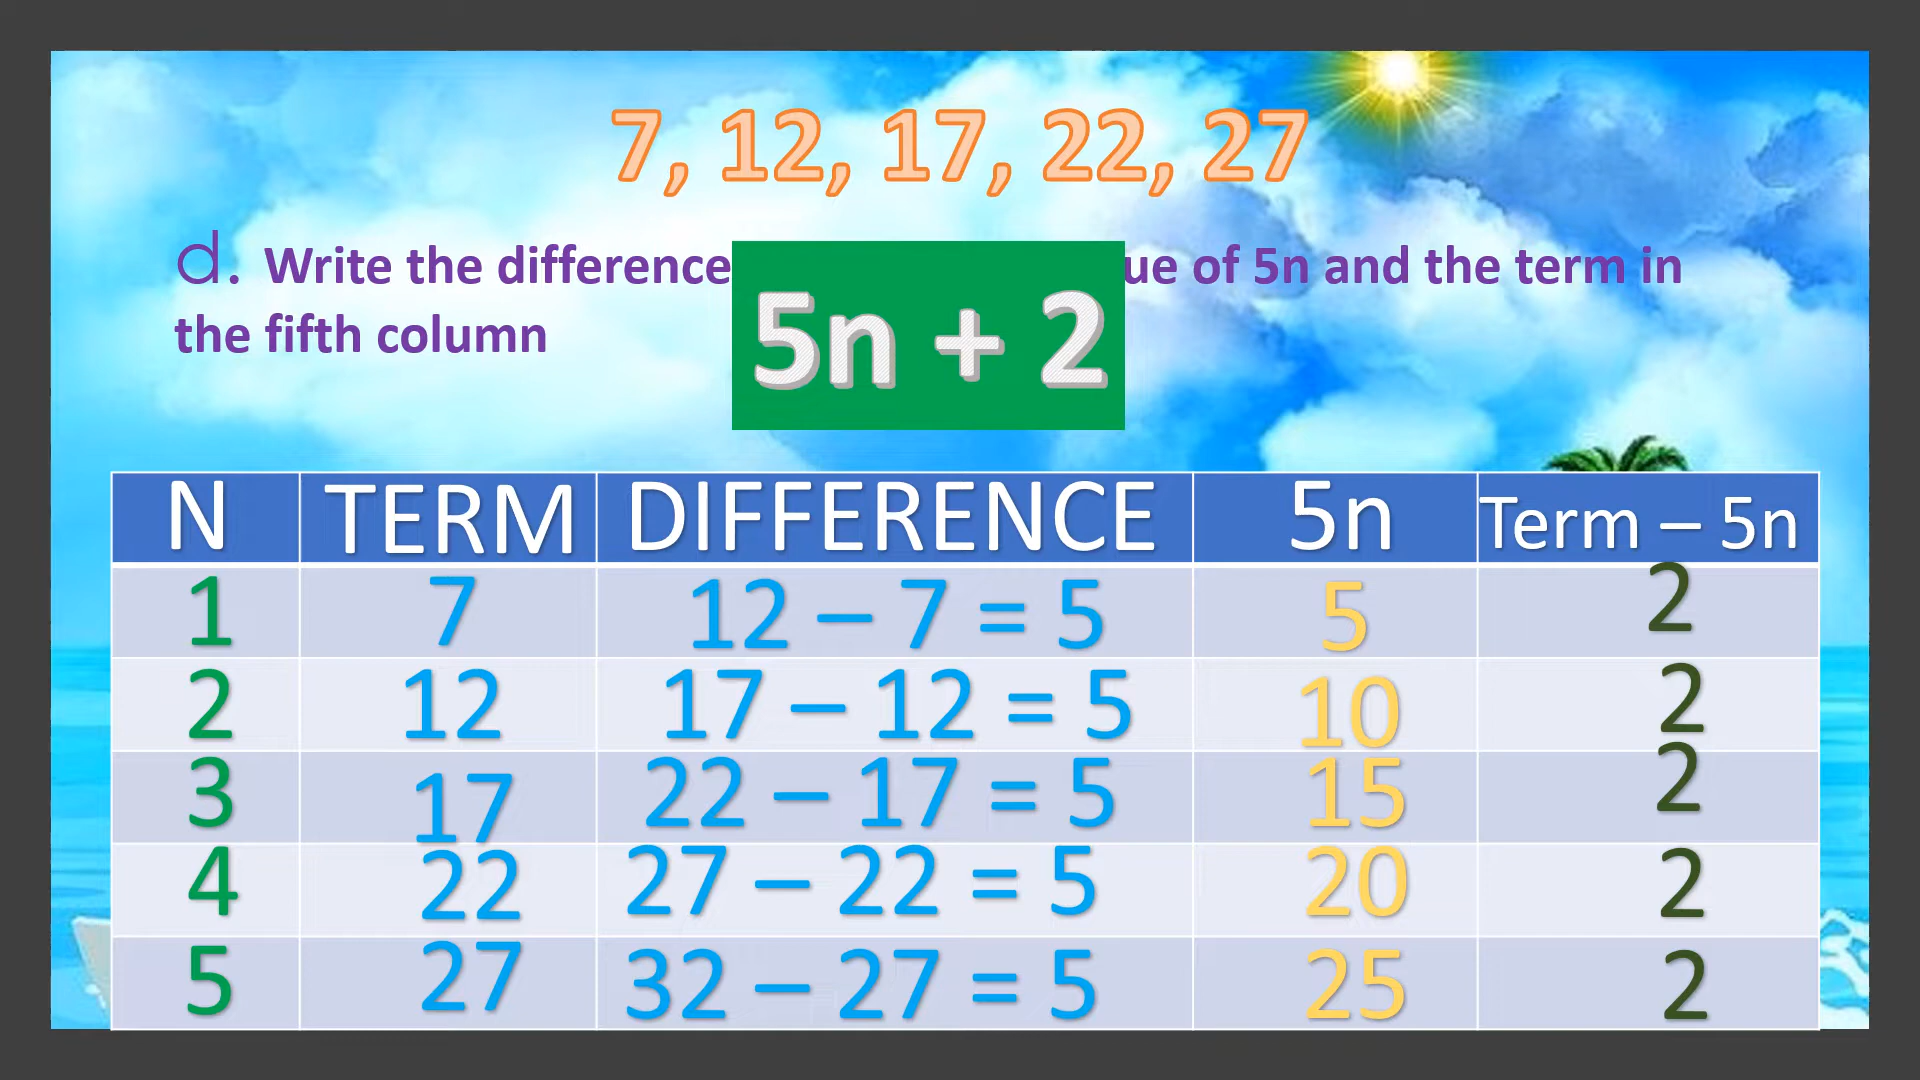 7, 12, 17, 22, 27
d. Write the difference ue of 5n and the term in
the fifth column
5n + 2
N TERM DIFFERENCE 5n Term – 5n
1 7 12 – 7 = 5 5 2
2 12 17 – 12 = 5 10 2
3 17 22 – 17 = 5 15 2
4 22 27 – 22 = 5 20 2
5 27 32 – 27 = 5 25 2